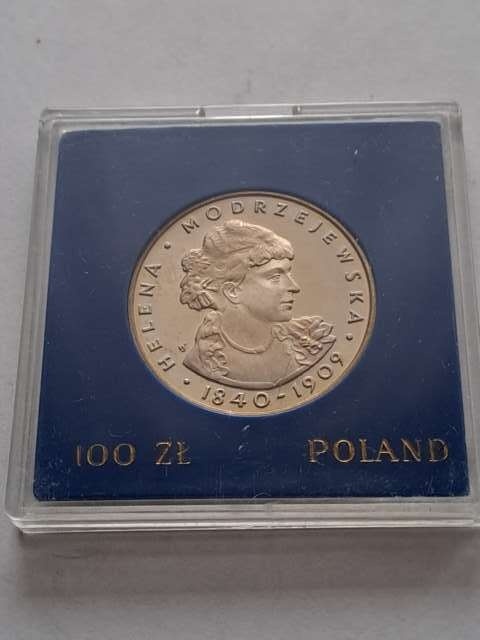 HELENA · MODRZEJEWSKA ·
· 1840-1909
100 ZŁ POLAND